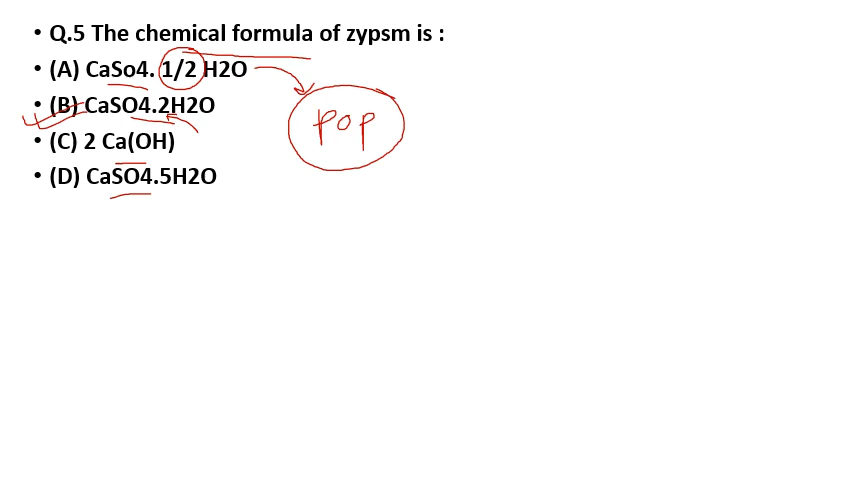 • Q.5 The chemical formula of zypsm is :
• (A) CaSo4. 1/2 H2O
• (B) CaSO4.2H2O
• (C) 2 Ca(OH)
• (D) CaSO4.5H2O
POP